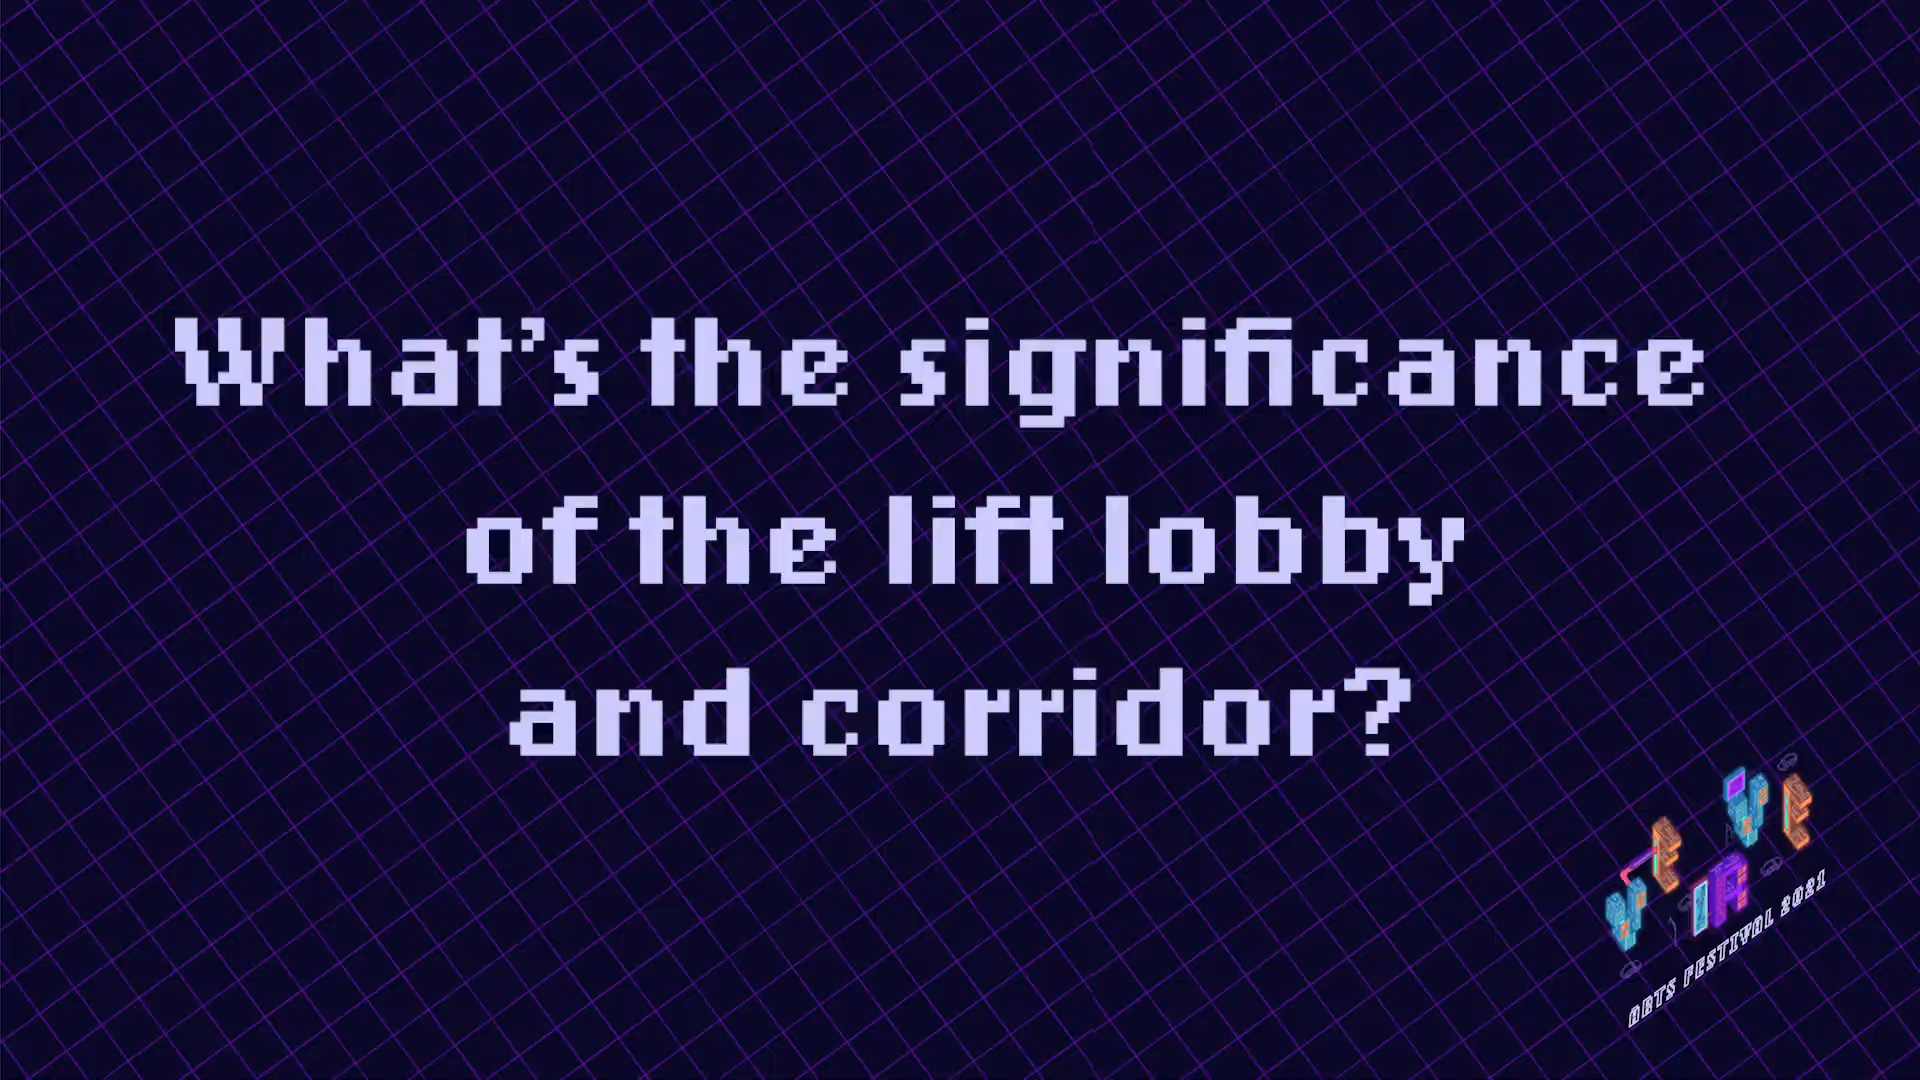 What's the significance
of the lift lobby
and corridor?
ARTS FESTIVAL 2021